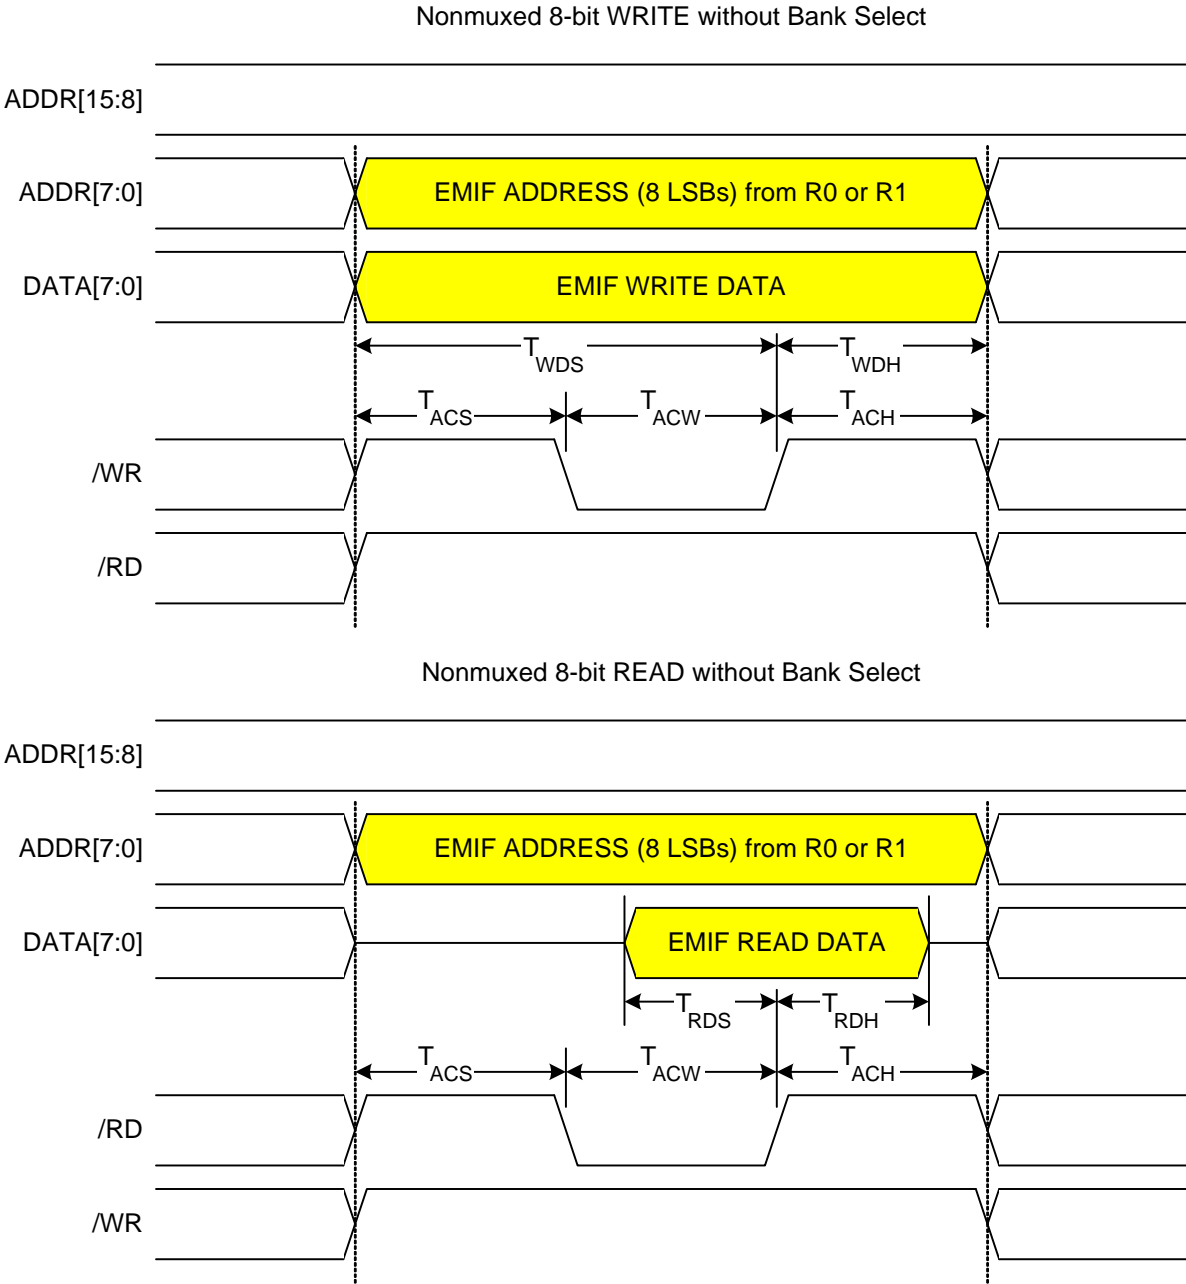 Nonmuxed 8-bit WRITE without Bank Select
ADDR[15:8]
ADDR[7:0] EMIF ADDRESS (8 LSBs) from R0 or R1
DATA[7:0] EMIF WRITE DATA
TWDS TWDH
TACS TACW TACH
/WR
/RD
Nonmuxed 8-bit READ without Bank Select
ADDR[15:8]
ADDR[7:0] EMIF ADDRESS (8 LSBs) from R0 or R1
DATA[7:0] EMIF READ DATA
TRDS TRDH
TACS TACW TACH
/RD
/WR